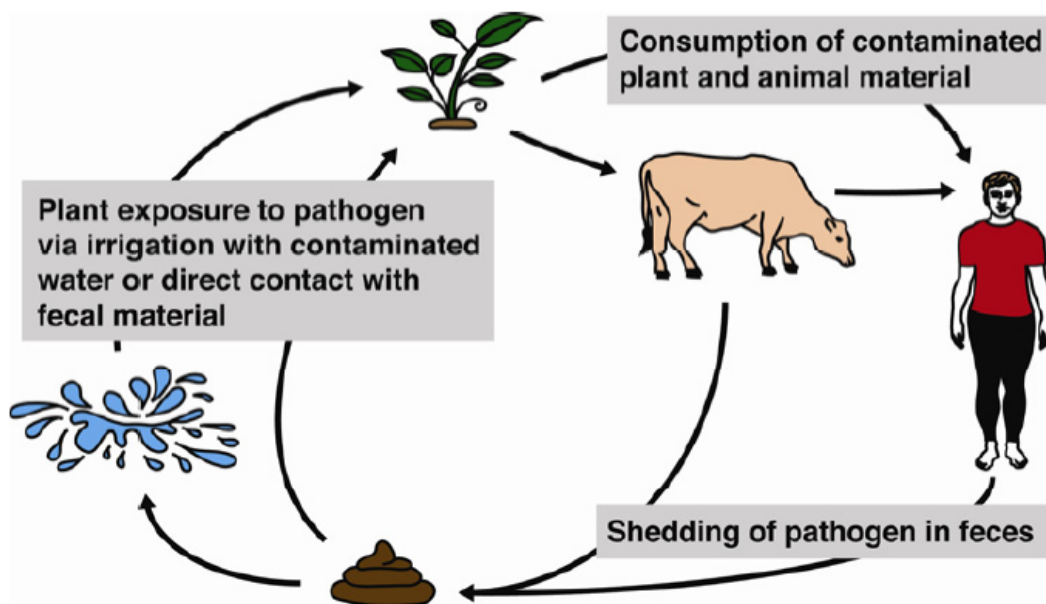 Consumption of contaminated
plant and animal material
Plant exposure to pathogen
via irrigation with contaminated
water or direct contact with
fecal material
Shedding of pathogen in feces